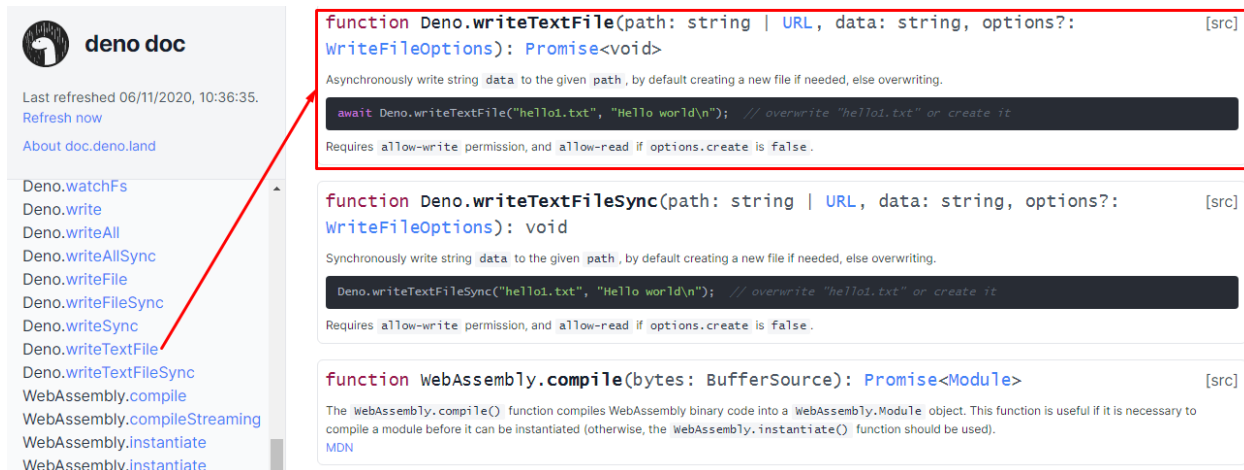 deno doc
Last refreshed 06/11/2020, 10:36:35.
Refresh now
About doc.deno.land
Deno.watchFs
Deno.write
Deno.writeAll
Deno.writeAllSync
Deno.writeFile
Deno.writeFileSync
Deno.writeSync
Deno.writeTextFile
Deno.writeTextFileSync
WebAssembly.compile
WebAssembly.compileStreaming
WebAssembly.instantiate
WebAssembly.instantiate
function Deno.writeTextFile(path: string | URL, data: string, options?: [src]
WriteFileOptions): Promise<void>
Asynchronously write string data to the given path, by default creating a new file if needed, else overwriting.
await Deno.writeTextFile("hello1.txt", "Hello world\n"); // overwrite "hello1.txt" or create it
Requires allow-write permission, and allow-read if options.create is false.
function Deno.writeTextFileSync(path: string | URL, data: string, options?: [src]
WriteFileOptions): void
Synchronously write string data to the given path, by default creating a new file if needed, else overwriting.
Deno.writeTextFileSync("hello1.txt", "Hello world\n"); // overwrite "hello1.txt" or create it
Requires allow-write permission, and allow-read if options.create is false.
function WebAssembly.compile(bytes: BufferSource): Promise<Module> [src]
The WebAssembly.compile() function compiles WebAssembly binary code into a WebAssembly.Module object. This function is useful if it is necessary to
compile a module before it can be instantiated (otherwise, the WebAssembly.instantiate() function should be used).
MDN